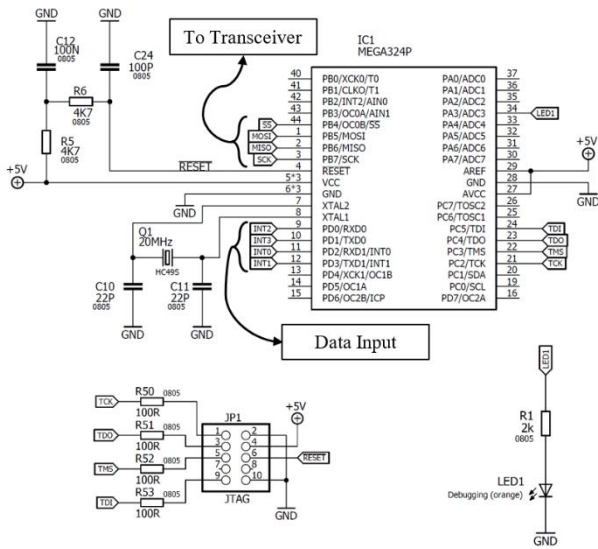 GND
GND
C12
100N
0805
C24
100P
0805
R6
4K7
0805
R5
4K7
0805
+5V
To Transceiver
IC1
MEGA324P
40 PB0/XCK0/T0 PA0/ADC0 37
41 PB1/CLKO/T1 PA1/ADC1 36
42 PB2/INT2/AIN0 PA2/ADC2 35
43 PB3/OC0A/AIN1 PA3/ADC3 34 LED1
SS 44 PB4/OC0B/SS PA4/ADC4 33
MOSI 1 PB5/MOSI PA5/ADC5 32
MISO 2 PB6/MISO PA6/ADC6 31
SCK 3 PB7/SCK PA7/ADC7 30
RESET 4 RESET AREF 29 +5V
5*3 VCC GND 28
GND 6*3 GND AVCC 27 GND
7 XTAL2 PC7/TOSC2 26
8 XTAL1 PC6/TOSC1 25
INT2 9 PD0/RXD0 PC5/TDI 24 TDI
INT3 10 PD1/TXD0 PC4/TDO 23 TDO
INT0 11 PD2/RXD1/INT0 PC3/TMS 22 TMS
INT1 12 PD3/TXD1/INT1 PC2/TCK 21 TCK
13 PD4/XCK1/OC1B PC1/SDA 20
14 PD5/OC1A PC0/SCL 19
15 PD6/OC2B/ICP PD7/OC2A 16
Q1
20MHz
HC49S
C10
22P
0805
C11
22P
0805
GND
GND
Data Input
TCK R50 0805
100R
TDO R51 0805
100R
TMS R52 0805
100R
TDI R53 0805
100R
JP1
1 2
3 4
5 6
7 8
9 10
JTAG
+5V
RESET
GND
LED1
R1
2k
0805
LED1
Debugging (orange)
GND